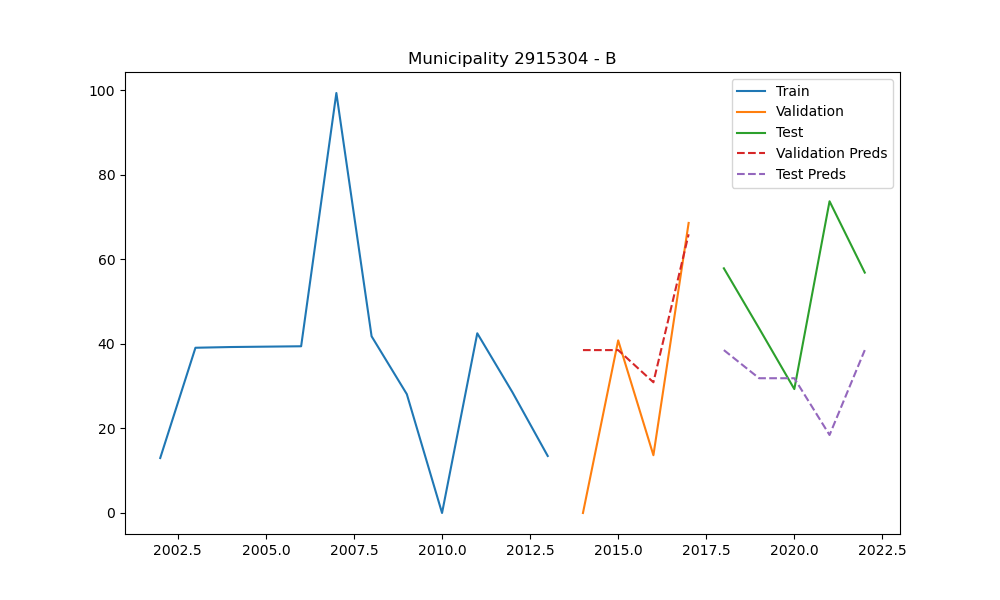 Municipality 2915304 - B
Train
Validation
Test
Validation Preds
Test Preds
100
80
60
40
20
0
2002.5 2005.0 2007.5 2010.0 2012.5 2015.0 2017.5 2020.0 2022.5